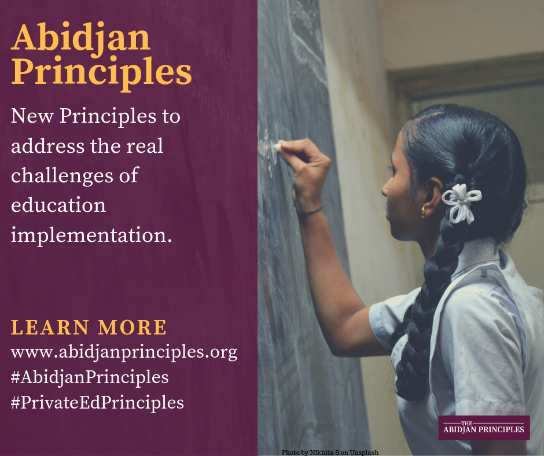 Abidjan
Principles
New Principles to
address the real
challenges of
education
implementation.
LEARN MORE
www.abidjanprinciples.org
#AbidjanPrinciples
#PrivateEdPrinciples
THE
ABIDJAN PRINCIPLES
Photo by Nikhita S on Unsplash